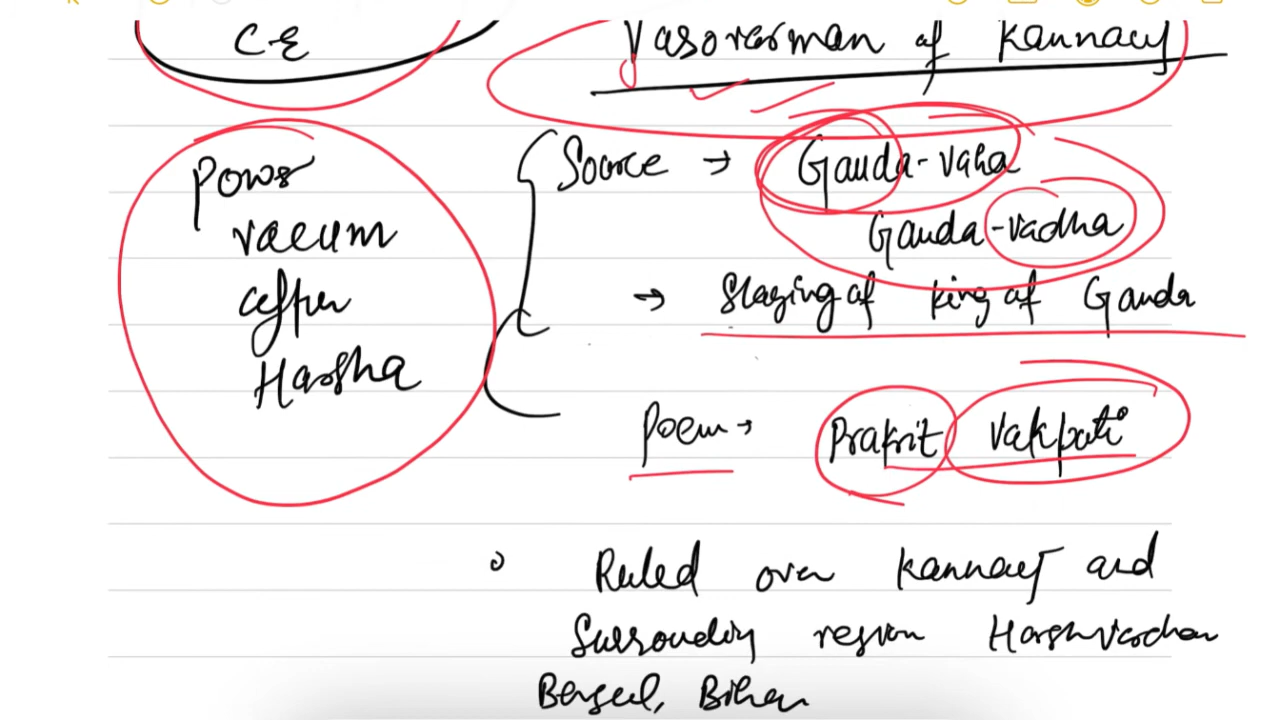 CE
Yasovarman of Kannauj
Power
vaccum
after
Harsha
Source → Gauda-vaha
Gauda-vadha
→ Slaying of king of Gauda
Poem → Prakrit Vakpati
Ruled over Kannauj and
Surrounding region Harshvardhan
Bengal, Bihar